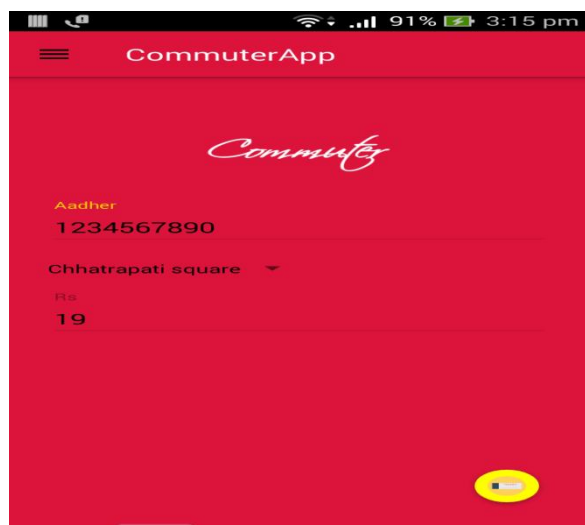 91% 3:15 pm
CommuterApp
Commuter
Aadher
1234567890
Chhatrapati square
Rs
19